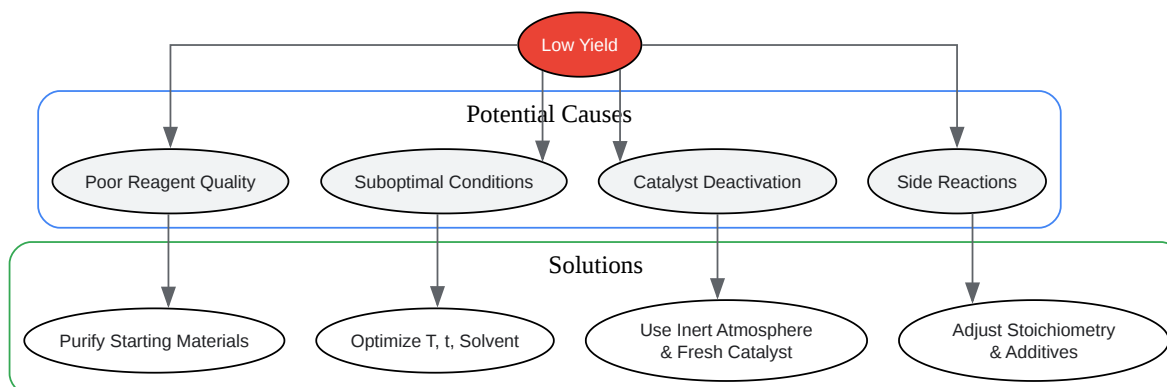 Low Yield
Potential Causes
Poor Reagent Quality
Suboptimal Conditions
Catalyst Deactivation
Side Reactions
Solutions
Purify Starting Materials
Optimize T, t, Solvent
Use Inert Atmosphere
& Fresh Catalyst
Adjust Stoichiometry
& Additives